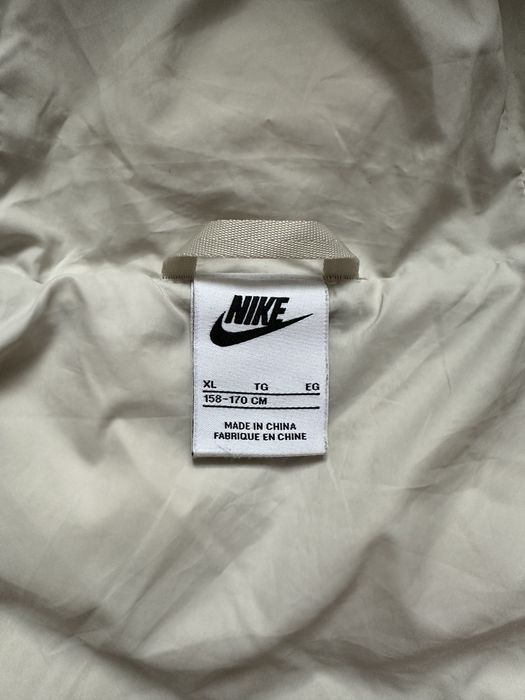 NIKE
XL TG EG
158-170 CM
MADE IN CHINA
FABRIQUE EN CHINE